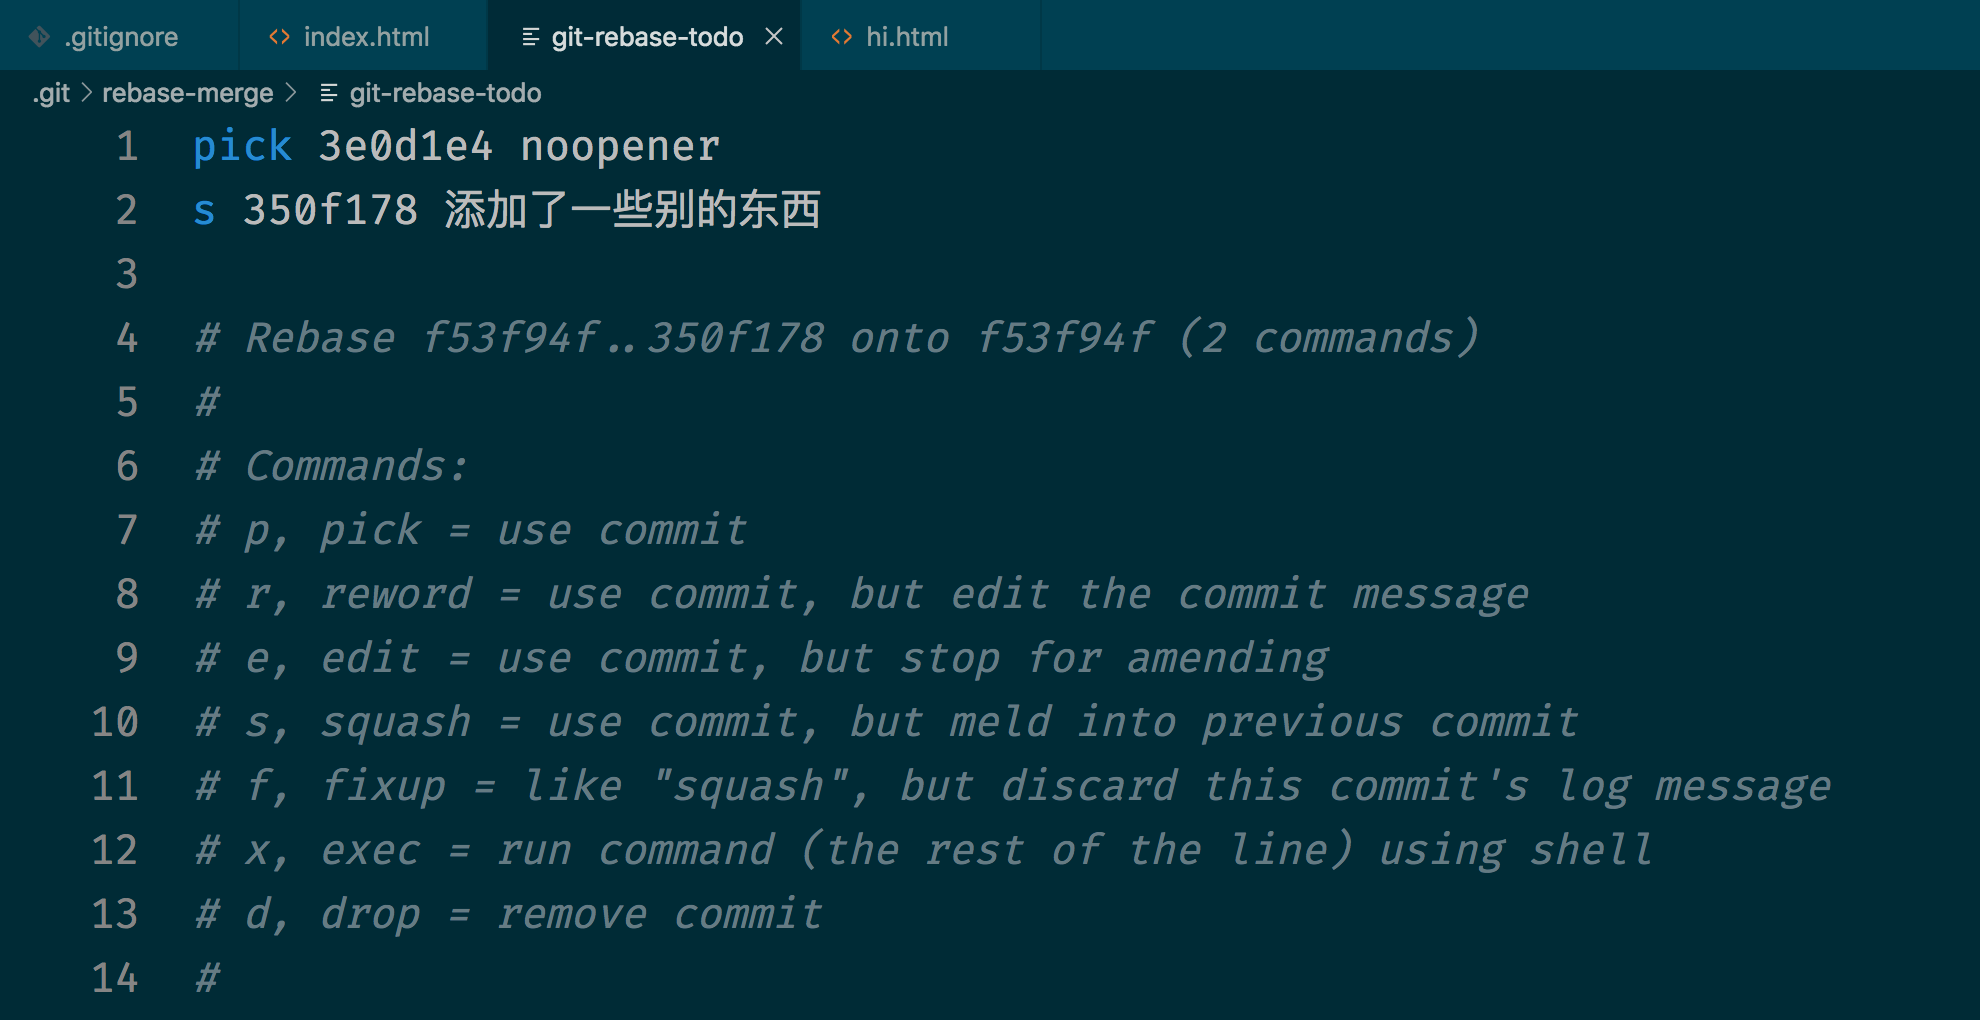 .gitignore index.html git-rebase-todo hi.html
.git > rebase-merge > git-rebase-todo
1 pick 3e0d1e4 noopener
2 s 350f178 添加了一些别的东西
3
4 # Rebase f53f94f..350f178 onto f53f94f (2 commands)
5 #
6 # Commands:
7 # p, pick = use commit
8 # r, reword = use commit, but edit the commit message
9 # e, edit = use commit, but stop for amending
10 # s, squash = use commit, but meld into previous commit
11 # f, fixup = like "squash", but discard this commit's log message
12 # x, exec = run command (the rest of the line) using shell
13 # d, drop = remove commit
14 #